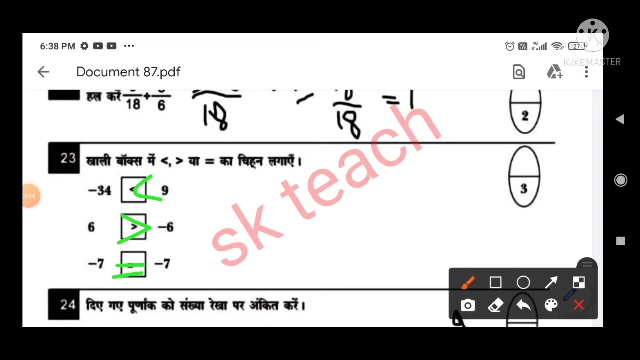 6:38 PM
KINEMASTER
Document 87.pdf
हल करें
18 + 6
18
18 = 1
2
23 खाली बॉक्स में <, > या = का चिह्न लगाएँ।
3
-34 < 9
6 > -6
-7 = -7
sk teach
24 दिए गए पूर्णांक को संख्या रेखा पर अंकित करें।